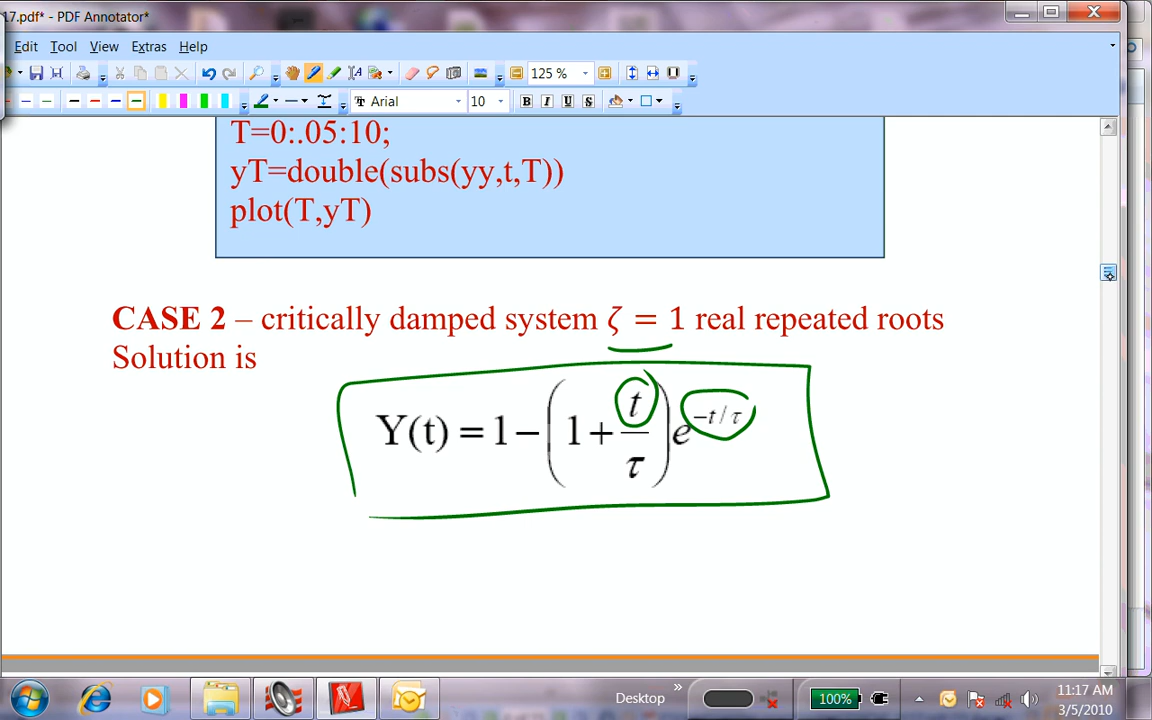 17.pdf* - PDF Annotator*
Edit Tool View Extras Help
125 %
Arial 10 B I U S
T=0:.05:10;
yT=double(subs(yy,t,T))
plot(T,yT)
CASE 2 – critically damped system ζ = 1 real repeated roots
Solution is
Y(t) = 1 − (1 + t/τ) e^{−t/τ}
Desktop » 100% 11:17 AM
3/5/2010